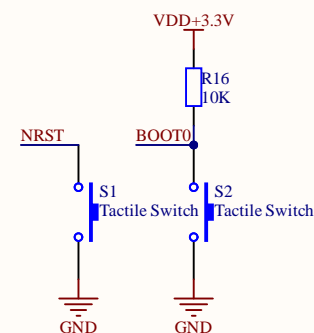 VDD+3.3V
R16
10K
NRST
BOOT0
S1
Tactile Switch
S2
Tactile Switch
GND
GND